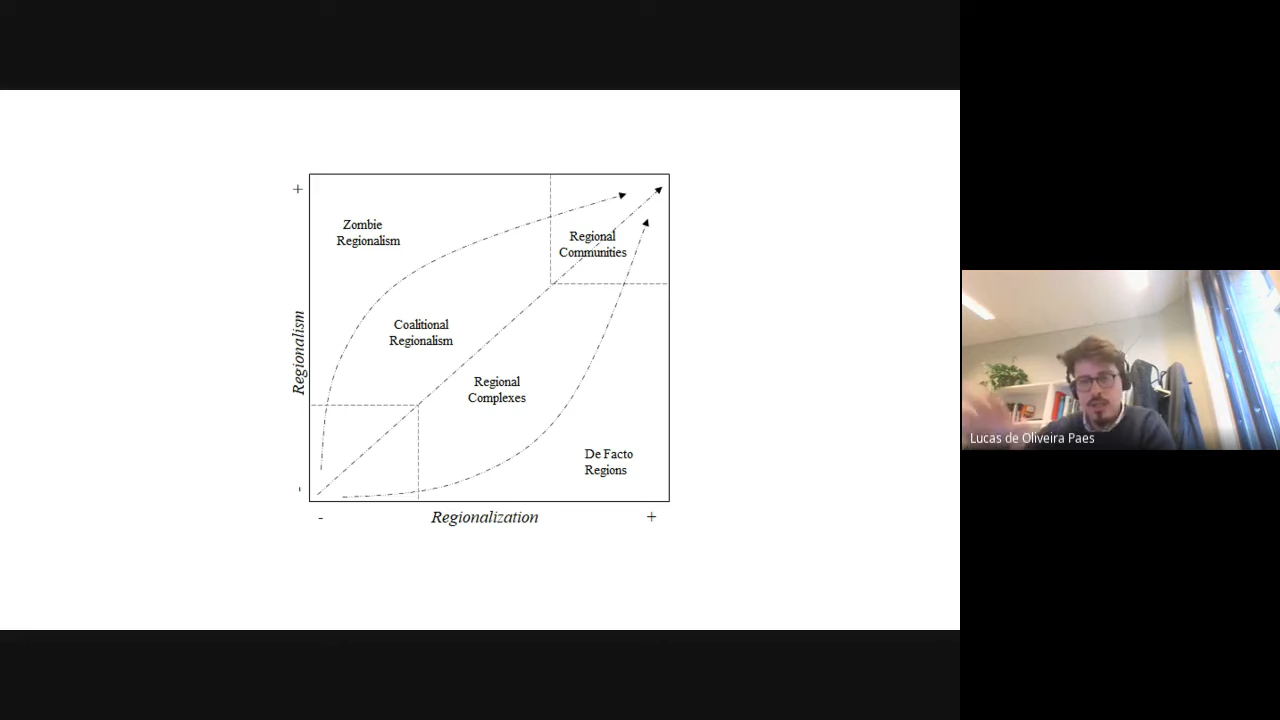 +
Zombie
Regionalism
Regional
Communities
Coalitional
Regionalism
Regionalism
Regional
Complexes
De Facto
Regions
-
-
Regionalization
+
Lucas de Oliveira Paes